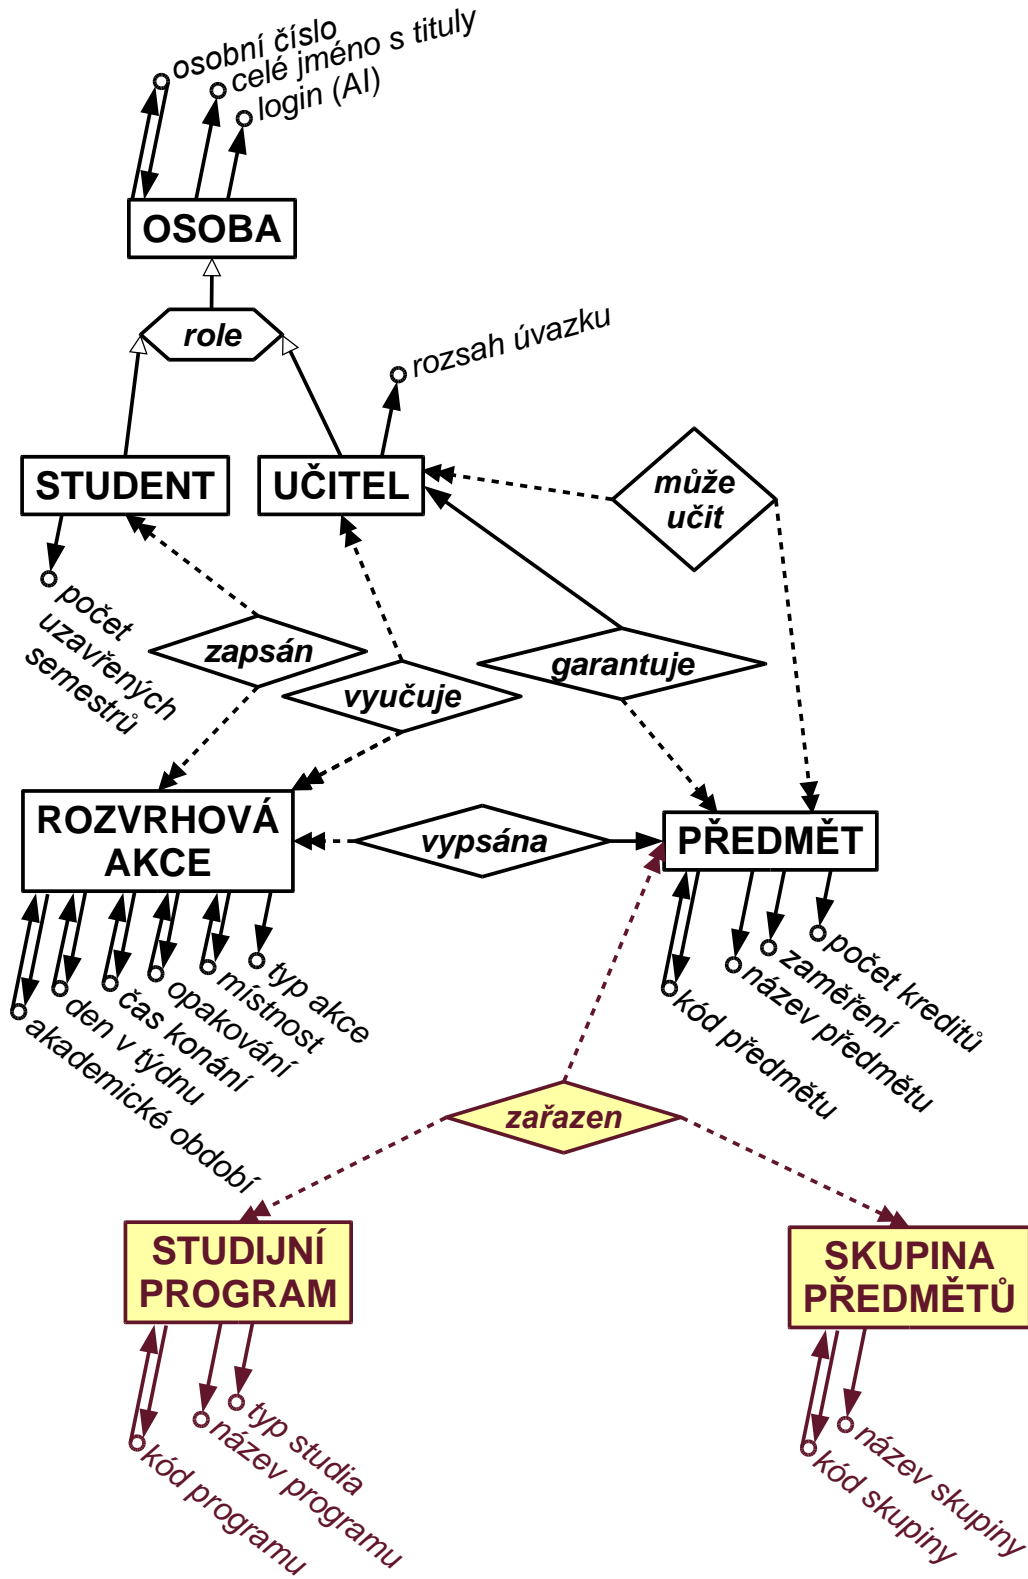 osobní číslo
celé jméno s tituly
login (AI)
OSOBA
role
rozsah úvazku
STUDENT
UČITEL
může
učit
počet
uzavřených
semestrů
zapsán
vyučuje
garantuje
ROZVRHOVÁ
AKCE
vypsána
PŘEDMĚT
akademické období
den v týdnu
čas konání
opakování
místnost
typ akce
kód předmětu
název předmětu
zaměření
počet kreditů
zařazen
STUDIJNÍ
PROGRAM
SKUPINA
PŘEDMĚTŮ
kód programu
název programu
typ studia
kód skupiny
název skupiny